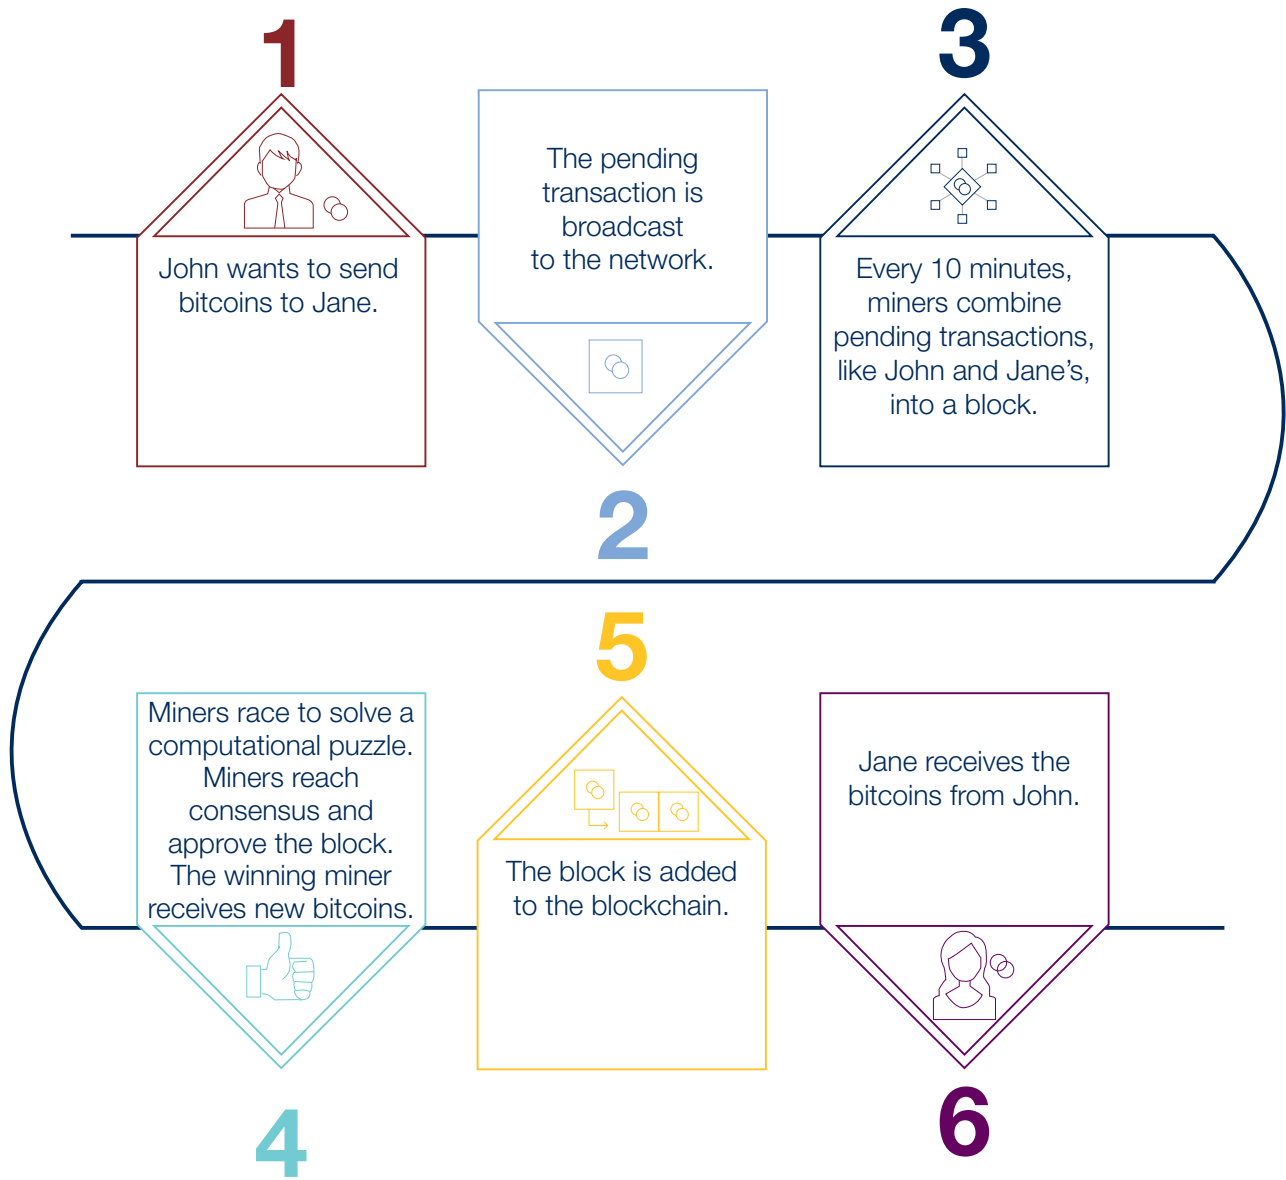 1
John wants to send
bitcoins to Jane.
The pending
transaction is
broadcast
to the network.
2
3
Every 10 minutes,
miners combine
pending transactions,
like John and Jane’s,
into a block.
Miners race to solve a
computational puzzle.
Miners reach
consensus and
approve the block.
The winning miner
receives new bitcoins.
4
5
The block is added
to the blockchain.
Jane receives the
bitcoins from John.
6